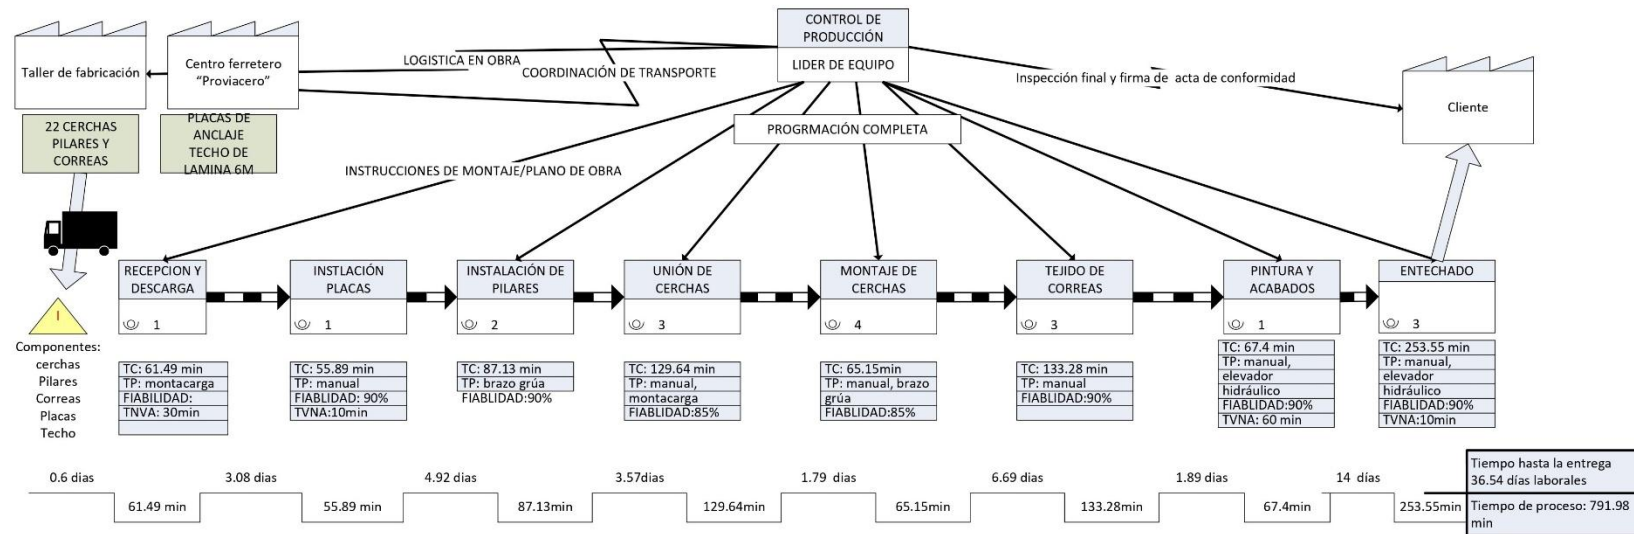 CONTROL DE
PRODUCCIÓN
LIDER DE EQUIPO
Taller de fabricación
Centro ferretero
“Proviacero”
LOGISTICA EN OBRA
COORDINACIÓN DE TRANSPORTE
Inspección final y firma de acta de conformidad
Cliente
22 CERCHAS
PILARES Y
CORREAS
PLACAS DE
ANCLAJE
TECHO DE
LAMINA 6M
PROGRMACIÓN COMPLETA
INSTRUCCIONES DE MONTAJE/PLANO DE OBRA
I
Componentes:
cerchas
Pilares
Correas
Placas
Techo
RECEPCION Y
DESCARGA
1
TC: 61.49 min
TP: montacarga
FIABILIDAD:
TNVA: 30min
INSTLACIÓN
PLACAS
1
TC: 55.89 min
TP: manual
FIABLIDAD: 90%
TVNA:10min
INSTALACIÓN DE
PILARES
2
TC: 87.13 min
TP: brazo grúa
FIABLIDAD:90%
UNIÓN DE
CERCHAS
3
TC: 129.64 min
TP: manual,
montacarga
FIABLIDAD:85%
MONTAJE DE
CERCHAS
4
TC: 65.15min
TP: manual, brazo
grúa
FIABLIDAD:85%
TEJIDO DE
CORREAS
3
TC: 133.28 min
TP: manual
FIABLIDAD:90%
PINTURA Y
ACABADOS
1
TC: 67.4 min
TP: manual,
elevador
hidráulico
FIABLIDAD:90%
TVNA: 60 min
ENTECHADO
3
TC: 253.55 min
TP: manual,
elevador
hidráulico
FIABLIDAD:90%
TVNA:10min
0.6 dias
61.49 min
3.08 dias
55.89 min
4.92 dias
87.13min
3.57dias
129.64min
1.79 dias
65.15min
6.69 dias
133.28min
1.89 dias
67.4min
14 días
253.55min
Tiempo hasta la entrega
36.54 días laborales
Tiempo de proceso: 791.98
min